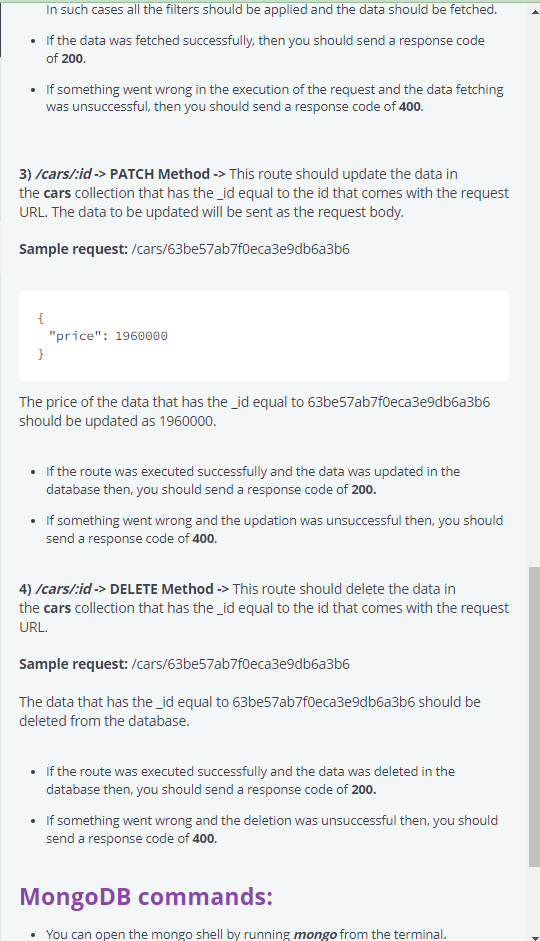 In such cases all the filters should be applied and the data should be fetched.
• If the data was fetched successfully, then you should send a response code
of 200.
• If something went wrong in the execution of the request and the data fetching
was unsuccessful, then you should send a response code of 400.
3) /cars/:id -> PATCH Method -> This route should update the data in
the cars collection that has the _id equal to the id that comes with the request
URL. The data to be updated will be sent as the request body.
Sample request: /cars/63be57ab7f0eca3e9db6a3b6
{
"price": 1960000
}
The price of the data that has the _id equal to 63be57ab7f0eca3e9db6a3b6
should be updated as 1960000.
• If the route was executed successfully and the data was updated in the
database then, you should send a response code of 200.
• If something went wrong and the updation was unsuccessful then, you should
send a response code of 400.
4) /cars/:id -> DELETE Method -> This route should delete the data in
the cars collection that has the _id equal to the id that comes with the request
URL.
Sample request: /cars/63be57ab7f0eca3e9db6a3b6
The data that has the _id equal to 63be57ab7f0eca3e9db6a3b6 should be
deleted from the database.
• If the route was executed successfully and the data was deleted in the
database then, you should send a response code of 200.
• If something went wrong and the deletion was unsuccessful then, you should
send a response code of 400.
MongoDB commands:
• You can open the mongo shell by running mongo from the terminal.